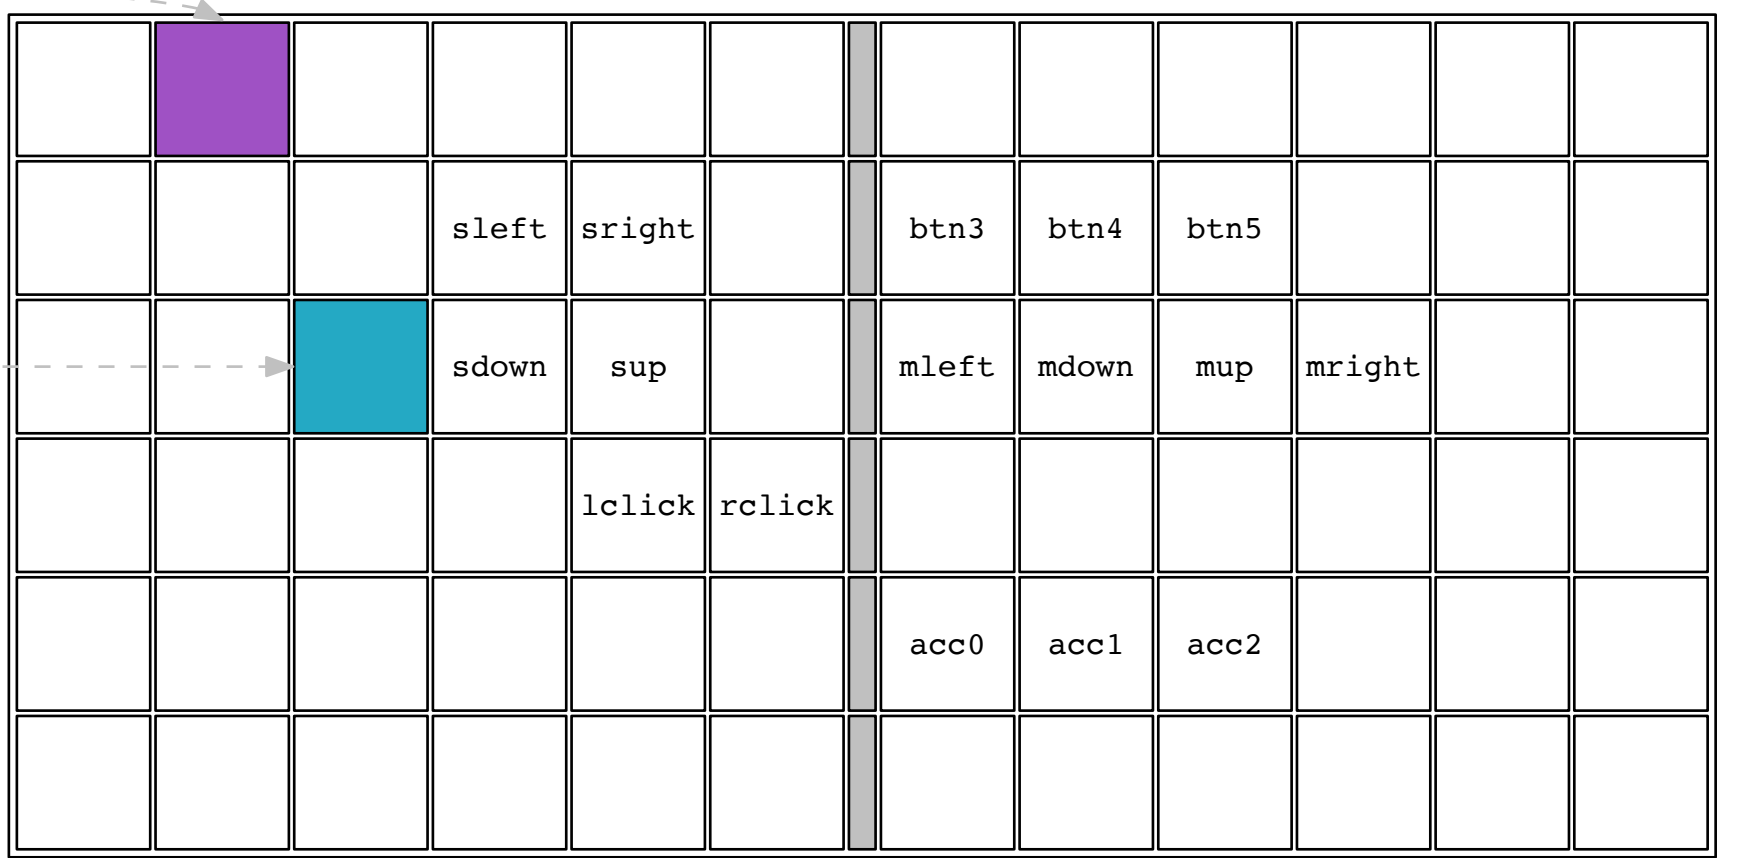 sleft sright btn3 btn4 btn5
sdown sup mleft mdown mup mright
lclick rclick
acc0 acc1 acc2